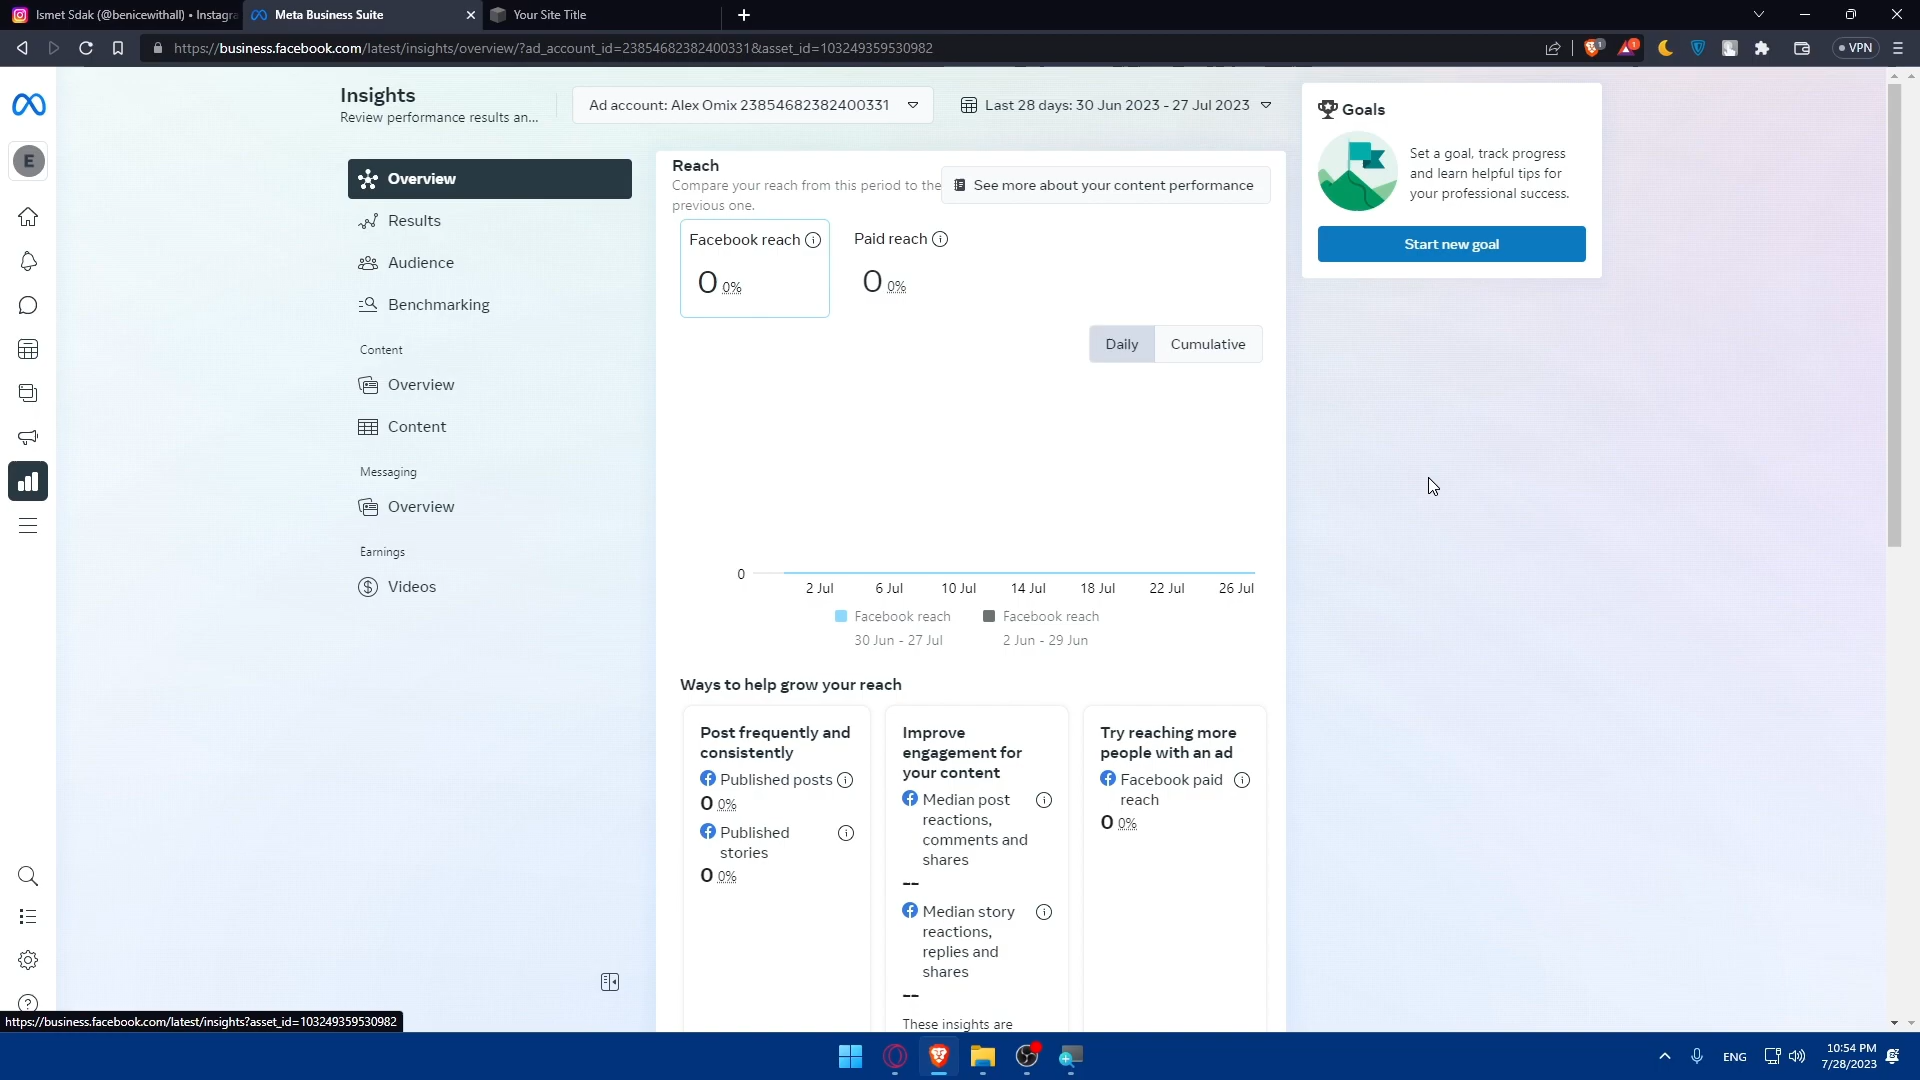 Ismet Sdak (@benicewithall) • Instagra
Meta Business Suite
Your Site Title
https://business.facebook.com/latest/insights/overview/?ad_account_id=23854682382400331&asset_id=103249359530982
VPN
Insights
Review performance results an...
Ad account: Alex Omix 23854682382400331
Last 28 days: 30 Jun 2023 - 27 Jul 2023
E
Overview
Results
Audience
Benchmarking
Content
Overview
Content
Messaging
Overview
Earnings
Videos
Reach
Compare your reach from this period to the
previous one.
See more about your content performance
Facebook reach
0 0%
Paid reach
0 0%
Daily
Cumulative
0
2 Jul 6 Jul 10 Jul 14 Jul 18 Jul 22 Jul 26 Jul
Facebook reach
30 Jun - 27 Jul
Facebook reach
2 Jun - 29 Jun
Ways to help grow your reach
Post frequently and
consistently
Published posts
0 0%
Published
stories
0 0%
Improve
engagement for
your content
Median post
reactions,
comments and
shares
--
Median story
reactions,
replies and
shares
--
These insights are
Try reaching more
people with an ad
Facebook paid
reach
0 0%
Goals
Set a goal, track progress
and learn helpful tips for
your professional success.
Start new goal
https://business.facebook.com/latest/insights?asset_id=103249359530982
ENG
10:54 PM
7/28/2023